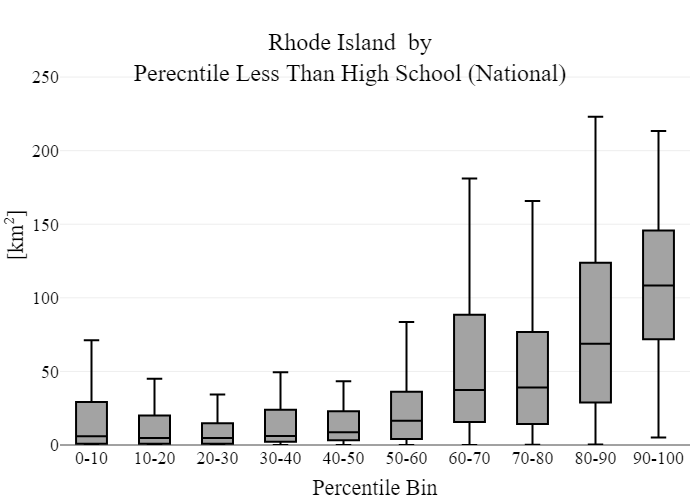 Rhode Island by
Perecntile Less Than High School (National)
250
200
150
100
50
0
[km²]
0-10 10-20 20-30 30-40 40-50 50-60 60-70 70-80 80-90 90-100
Percentile Bin